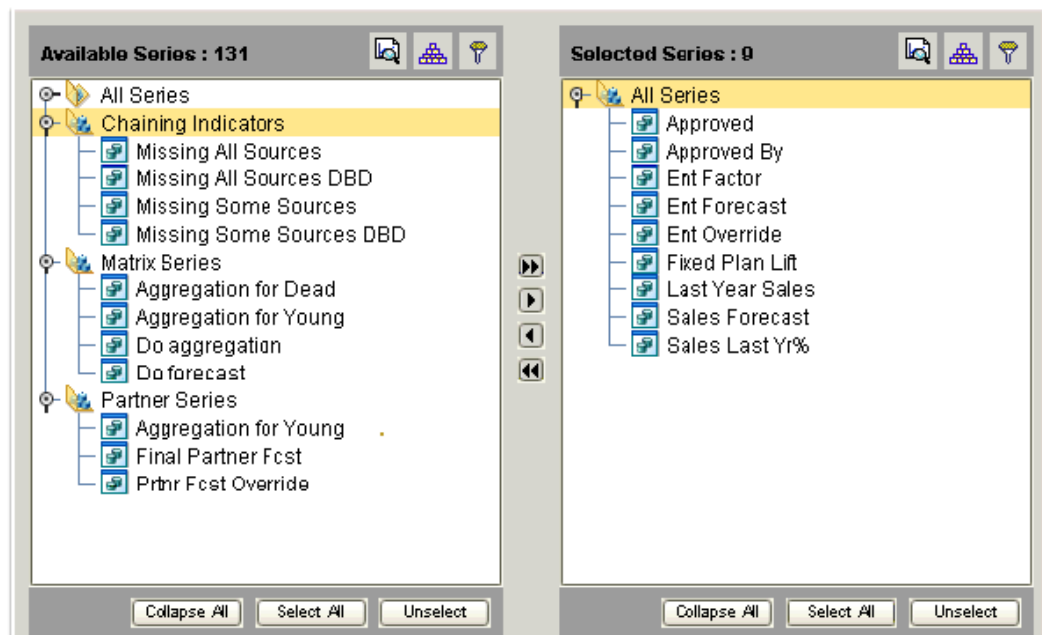 Available Series : 131
All Series
Chaining Indicators
Missing All Sources
Missing All Sources DBD
Missing Some Sources
Missing Some Sources DBD
Matrix Series
Aggregation for Dead
Aggregation for Young
Do aggregation
Do forecast
Partner Series
Aggregation for Young
Final Partner Fcst
Prtnr Fcst Override
Collapse All
Select All
Unselect
Selected Series : 9
All Series
Approved
Approved By
Ent Factor
Ent Forecast
Ent Override
Fixed Plan Lift
Last Year Sales
Sales Forecast
Sales Last Yr%
Collapse All
Select All
Unselect